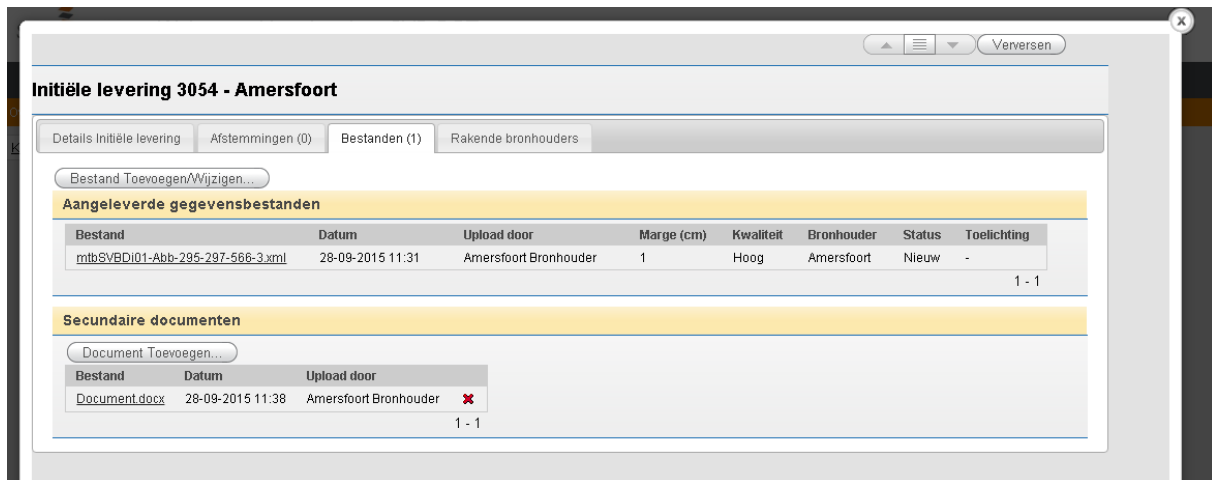 x
Verversen
Initiële levering 3054 - Amersfoort
Details Initiële levering Afstemmingen (0) Bestanden (1) Rakende bronhouders
Bestand Toevoegen/Wijzigen...
Aangeleverde gegevensbestanden
Bestand Datum Upload door Marge (cm) Kwaliteit Bronhouder Status Toelichting
mtbSVBDi01-Abb-295-297-566-3.xml 28-09-2015 11:31 Amersfoort Bronhouder 1 Hoog Amersfoort Nieuw -
1 - 1
Secundaire documenten
Document Toevoegen...
Bestand Datum Upload door
Document.docx 28-09-2015 11:38 Amersfoort Bronhouder
1 - 1